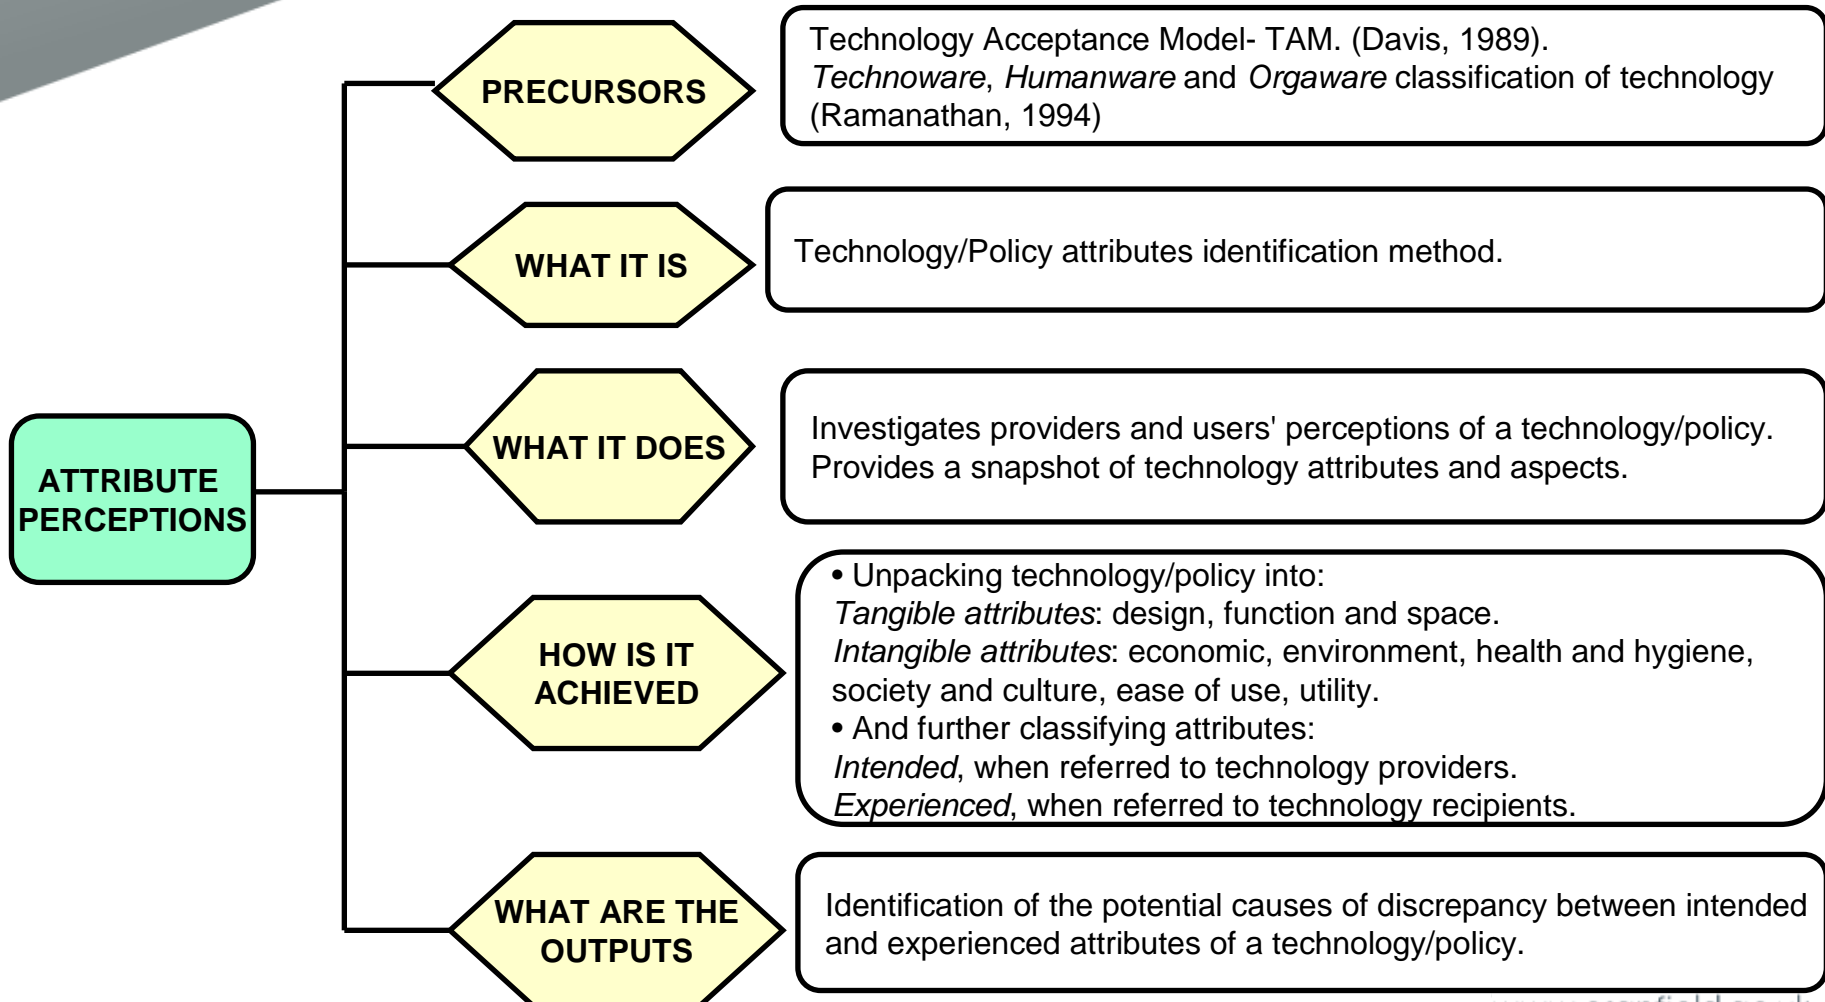 PRECURSORS
Technology Acceptance Model- TAM. (Davis, 1989).
Technoware, Humanware and Orgaware classification of technology
(Ramanathan, 1994)
WHAT IT IS
Technology/Policy attributes identification method.
ATTRIBUTE
PERCEPTIONS
WHAT IT DOES
Investigates providers and users' perceptions of a technology/policy.
Provides a snapshot of technology attributes and aspects.
HOW IS IT
ACHIEVED
• Unpacking technology/policy into:
Tangible attributes: design, function and space.
Intangible attributes: economic, environment, health and hygiene,
society and culture, ease of use, utility.
• And further classifying attributes:
Intended, when referred to technology providers.
Experienced, when referred to technology recipients.
WHAT ARE THE
OUTPUTS
Identification of the potential causes of discrepancy between intended
and experienced attributes of a technology/policy.